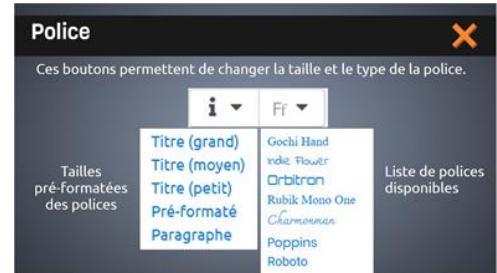 Police
Ces boutons permettent de changer la taille et le type de la police.
i
Ff
Tailles
pré-formatées
des polices
Titre (grand)
Titre (moyen)
Titre (petit)
Pré-formaté
Paragraphe
Gochi Hand
Indie Flower
Orbitron
Rubik Mono One
Charmonman
Poppins
Roboto
Liste de polices
disponibles